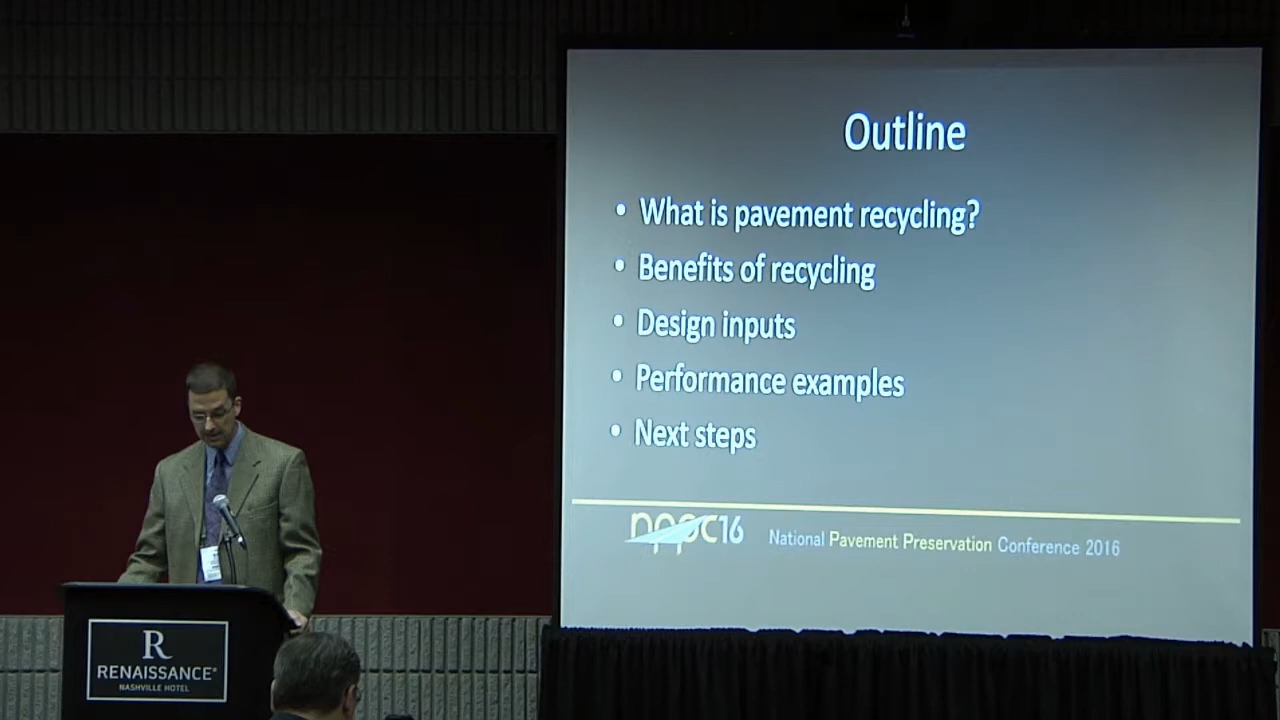 Outline
• What is pavement recycling?
• Benefits of recycling
• Design inputs
• Performance examples
• Next steps
nppc16 National Pavement Preservation Conference 2016
R
RENAISSANCE®
NASHVILLE HOTEL